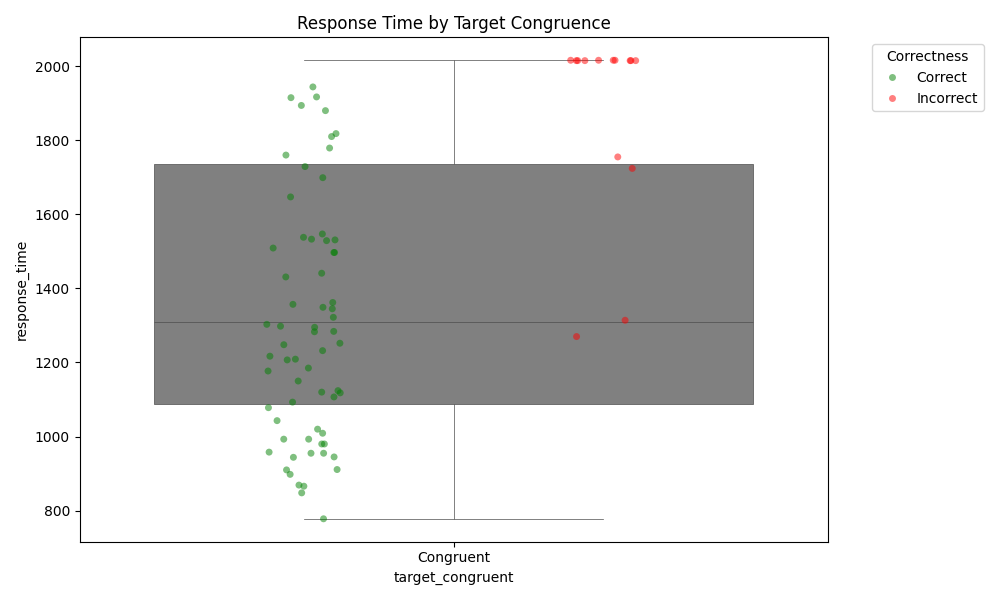 Response Time by Target Congruence
response_time
2000
1800
1600
1400
1200
1000
800
Congruent
target_congruent
Correctness
Correct
Incorrect